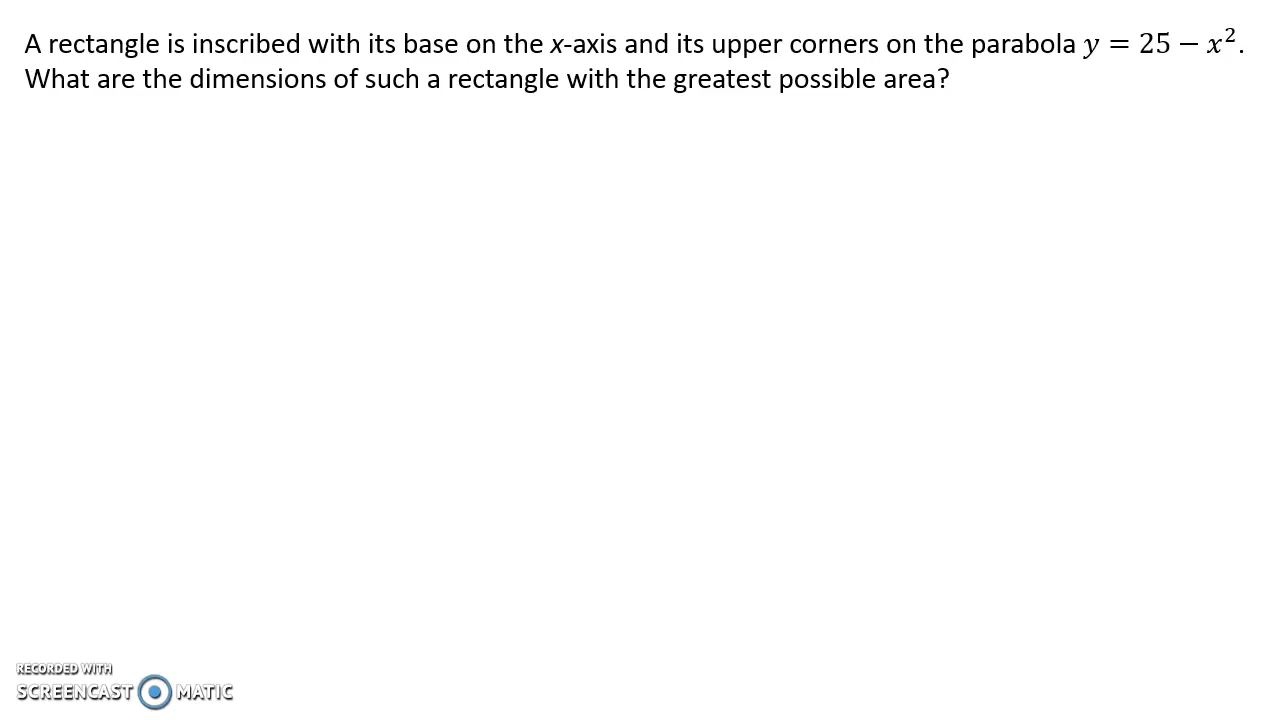 A rectangle is inscribed with its base on the x-axis and its upper corners on the parabola y = 25 − x².
What are the dimensions of such a rectangle with the greatest possible area?
RECORDED WITH
SCREENCAST MATIC